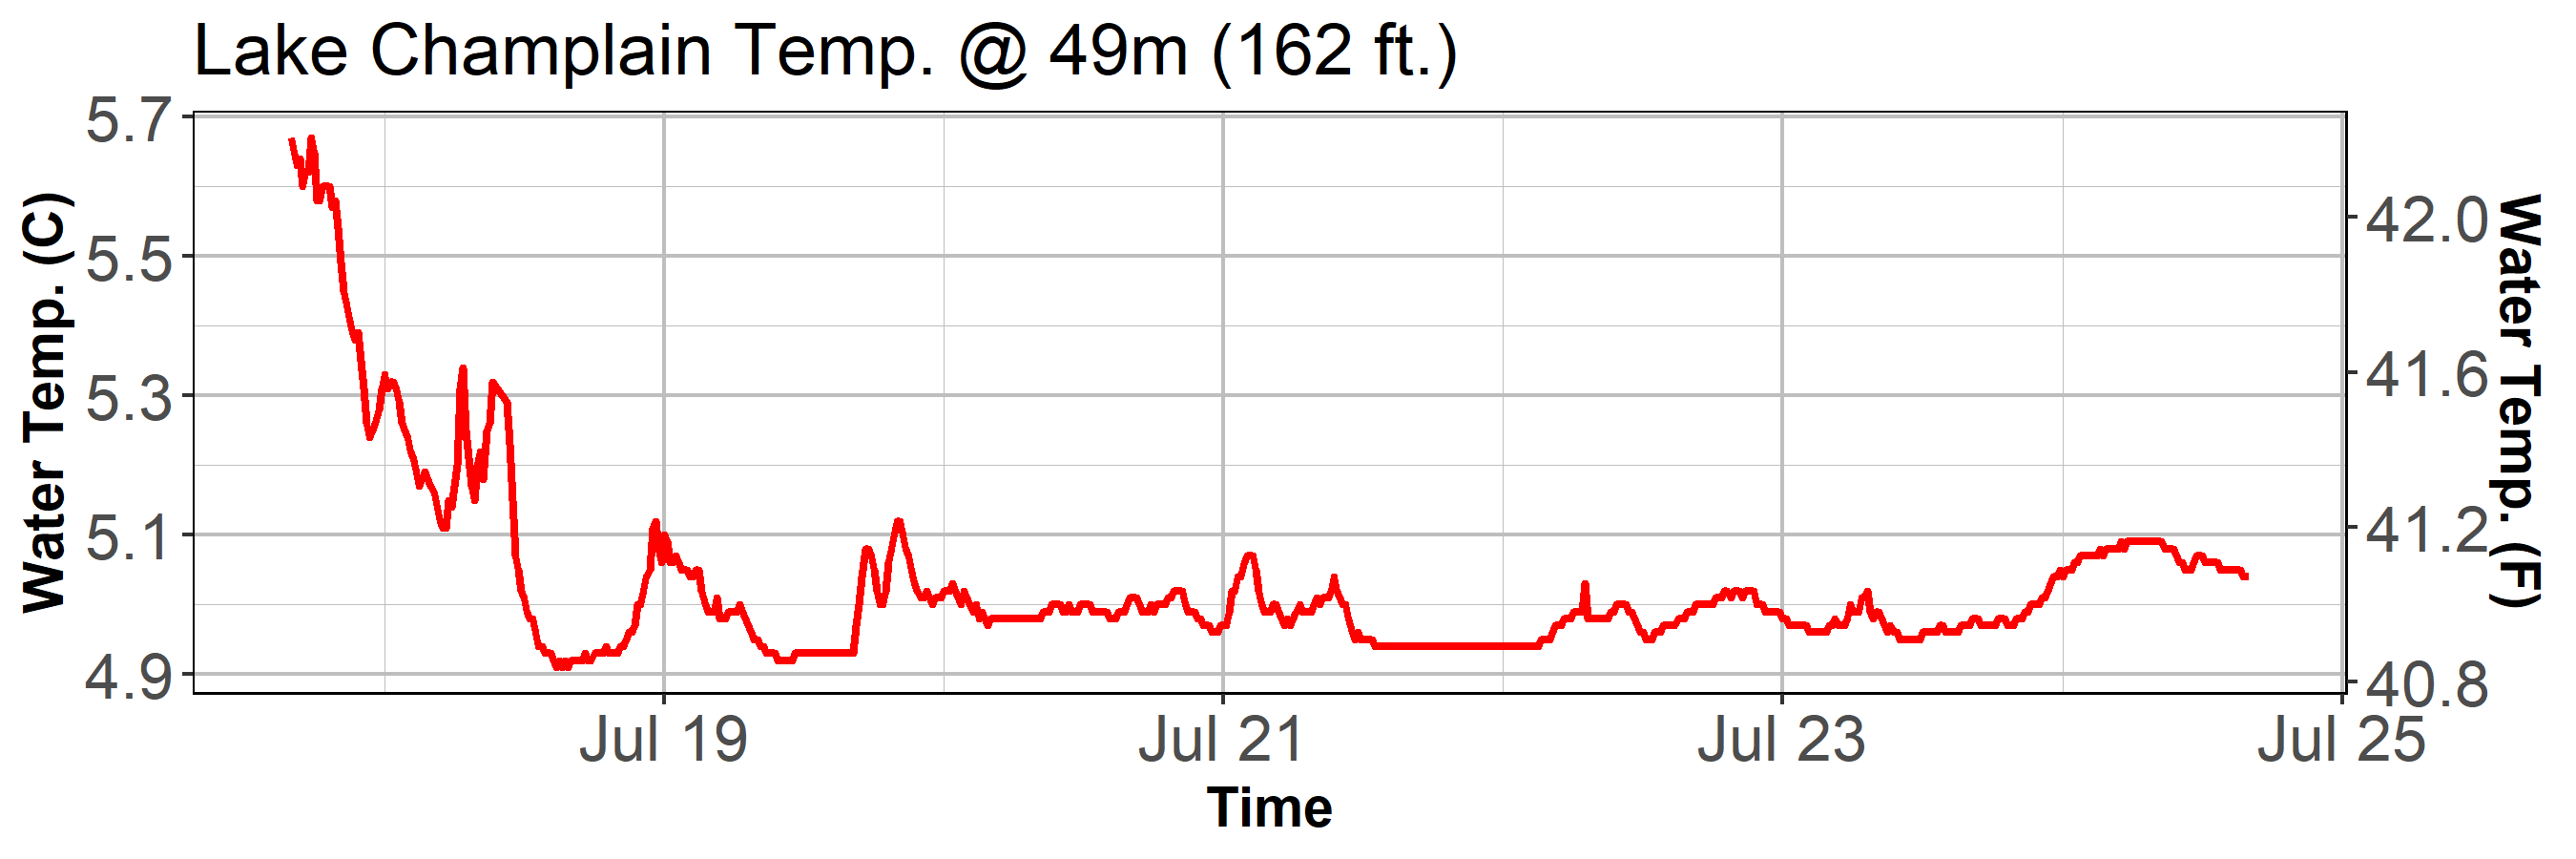 Lake Champlain Temp. @ 49m (162 ft.)
Water Temp. (C)
5.7
5.5
5.3
5.1
4.9
42.0
41.6
41.2
40.8
Water Temp. (F)
Jul 19
Jul 21
Jul 23
Jul 25
Time